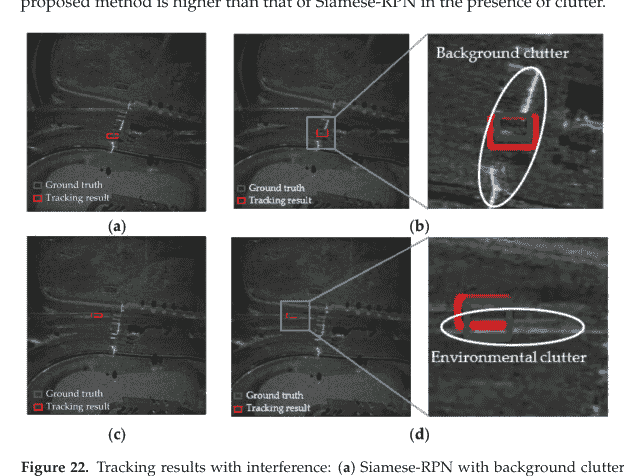 proposed method is higher than that of Siamese-RPN in the presence of clutter.
Background clutter
Ground truth
Tracking result
Ground truth
Tracking result
(a)
(b)
Environmental clutter
Ground truth
Tracking result
Ground truth
Tracking result
(c)
(d)
Figure 22. Tracking results with interference: (a) Siamese-RPN with background clutter